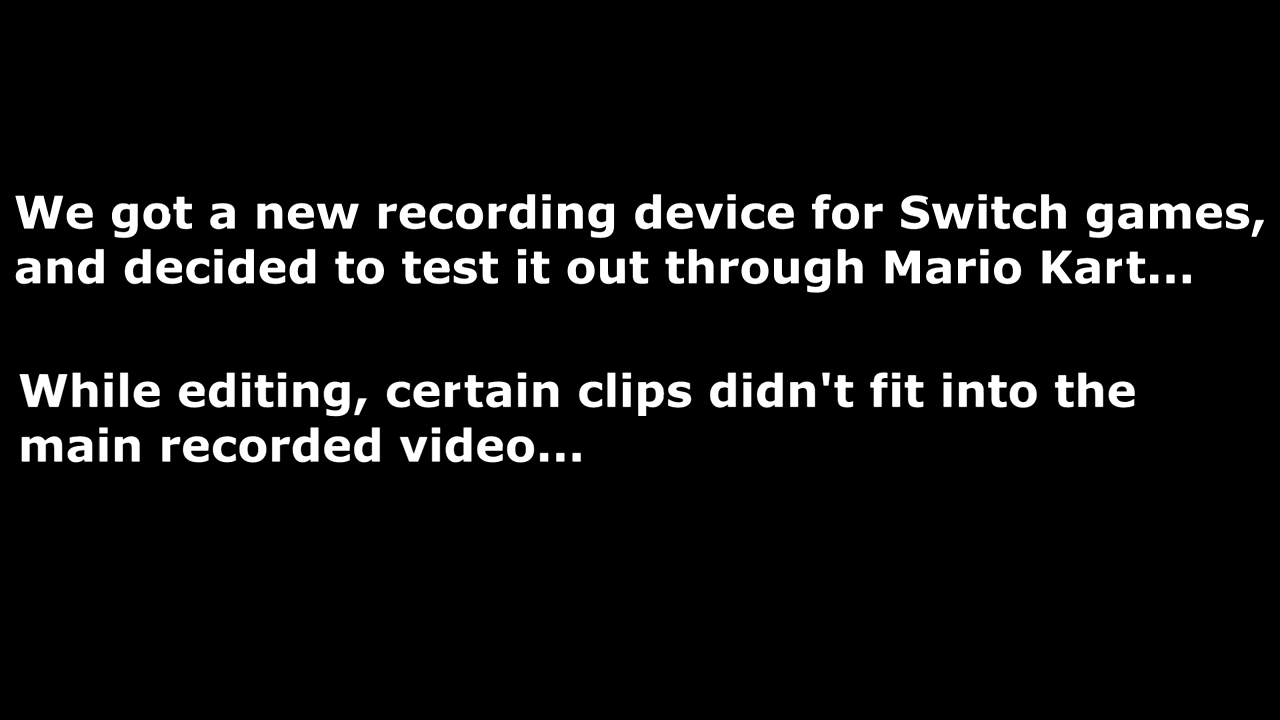 We got a new recording device for Switch games,
and decided to test it out through Mario Kart...
While editing, certain clips didn't fit into the
main recorded video...